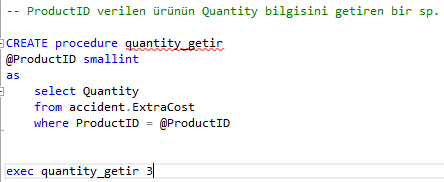 -- ProductID verilen ürünün Quantity bilgisini getiren bir sp.
CREATE procedure quantity_getir
@ProductID smallint
as
select Quantity
from accident.ExtraCost
where ProductID = @ProductID
exec quantity_getir 3